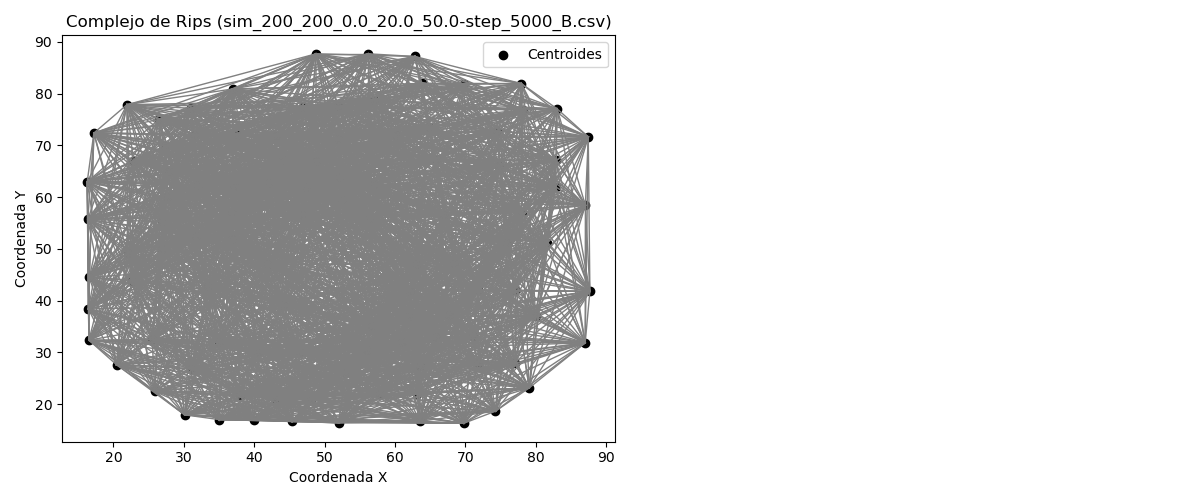 Complejo de Rips (sim_200_200_0.0_20.0_50.0-step_5000_B.csv)
Centroides
90
80
70
60
50
40
30
20
Coordenada Y
20 30 40 50 60 70 80 90
Coordenada X